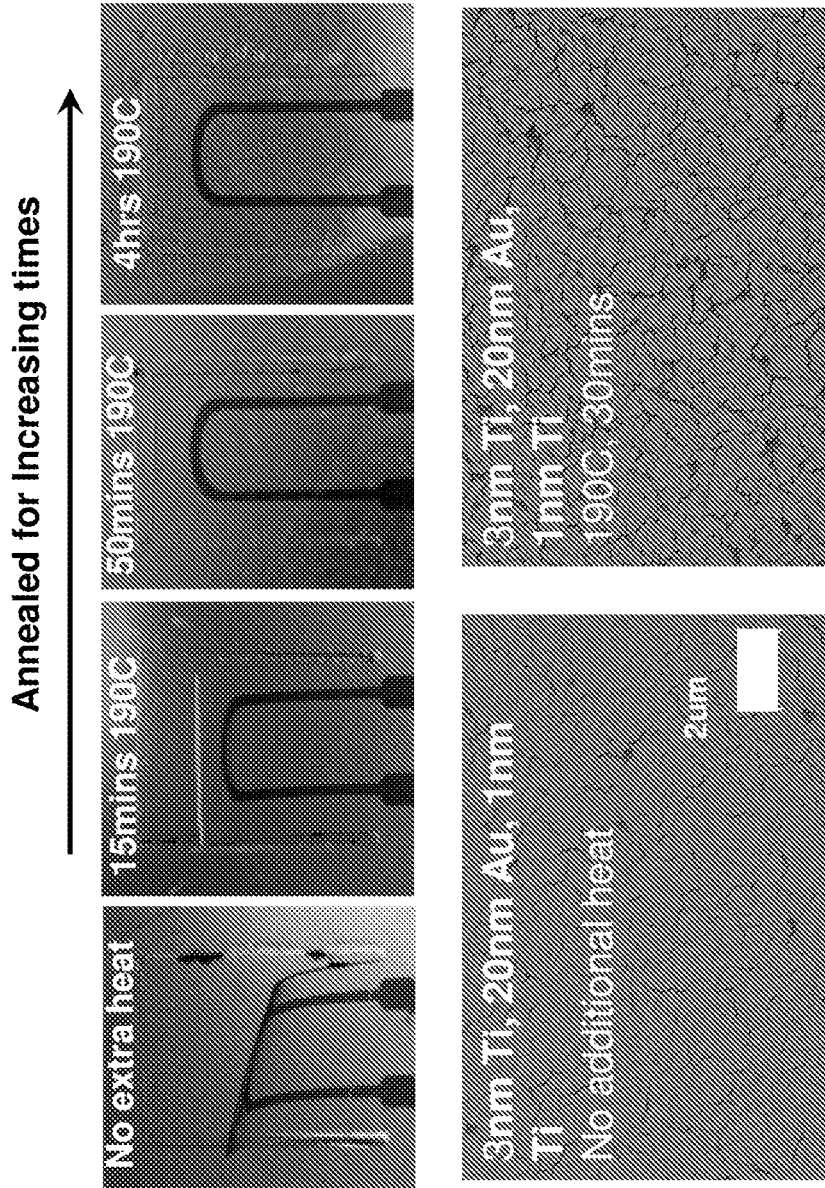 Annealed for Increasing times
No extra heat
15mins 190C
50mins 190C
4hrs 190C
3nm Ti, 20nm Au, 1nm
Ti
No additional heat
2um
3nm Ti, 20nm Au,
1nm Ti
190C, 30mins